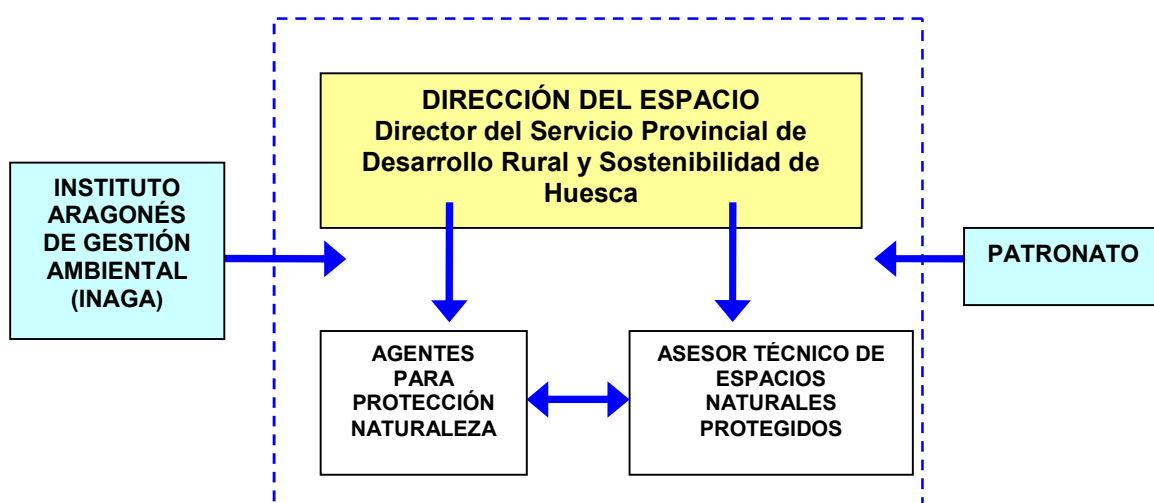 DIRECCIÓN DEL ESPACIO
Director del Servicio Provincial de
Desarrollo Rural y Sostenibilidad de
Huesca
INSTITUTO
ARAGONÉS
DE GESTIÓN
AMBIENTAL
(INAGA)
PATRONATO
AGENTES
PARA
PROTECCIÓN
NATURALEZA
ASESOR TÉCNICO DE
ESPACIOS
NATURALES
PROTEGIDOS